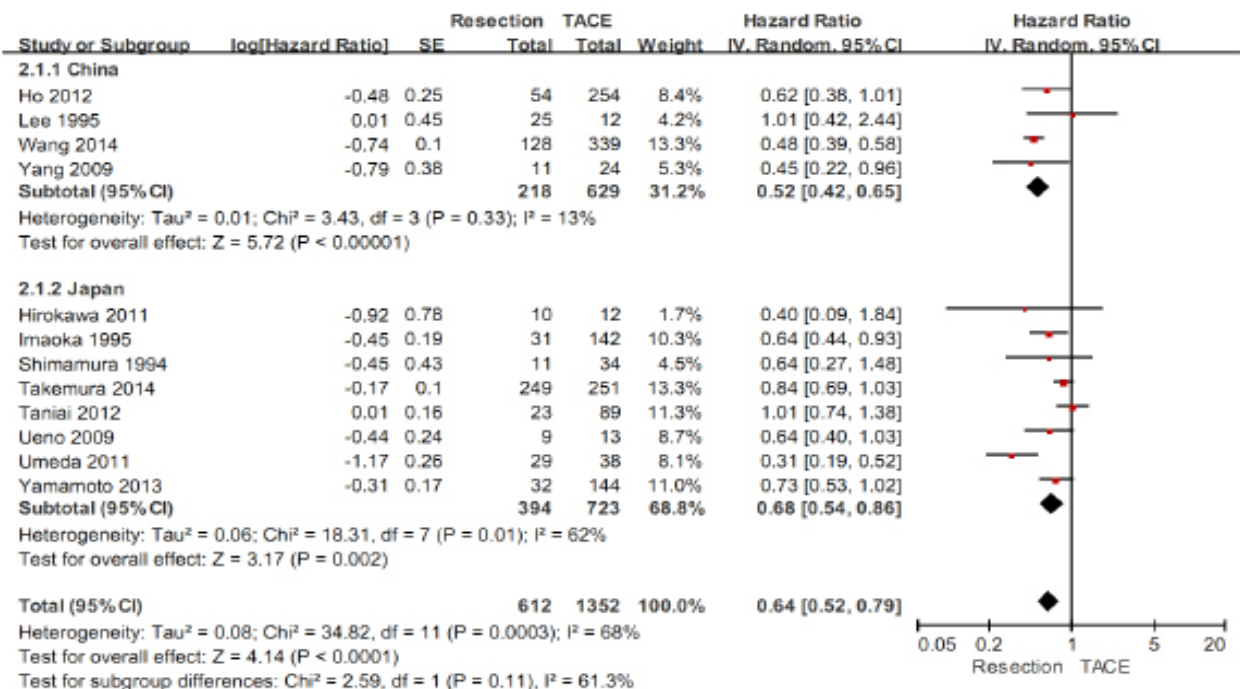 Resection TACE Hazard Ratio Hazard Ratio
Study or Subgroup log[Hazard Ratio] SE Total Total Weight IV, Random, 95% CI IV, Random, 95% CI
2.1.1 China
Ho 2012 -0.48 0.25 54 254 8.4% 0.62 [0.38, 1.01]
Lee 1995 0.01 0.45 25 12 4.2% 1.01 [0.42, 2.44]
Wang 2014 -0.74 0.1 128 339 13.3% 0.48 [0.39, 0.58]
Yang 2009 -0.79 0.38 11 24 5.3% 0.45 [0.22, 0.96]
Subtotal (95% CI) 218 629 31.2% 0.52 [0.42, 0.65]
Heterogeneity: Tau² = 0.01; Chi² = 3.43, df = 3 (P = 0.33); I² = 13%
Test for overall effect: Z = 5.72 (P < 0.00001)
2.1.2 Japan
Hirokawa 2011 -0.92 0.78 10 12 1.7% 0.40 [0.09, 1.84]
Imaoka 1995 -0.45 0.19 31 142 10.3% 0.64 [0.44, 0.93]
Shimamura 1994 -0.45 0.43 11 34 4.5% 0.64 [0.27, 1.48]
Takemura 2014 -0.17 0.1 249 251 13.3% 0.84 [0.69, 1.03]
Taniai 2012 0.01 0.16 23 89 11.3% 1.01 [0.74, 1.38]
Ueno 2009 -0.44 0.24 9 13 8.7% 0.64 [0.40, 1.03]
Umeda 2011 -1.17 0.26 29 38 8.1% 0.31 [0.19, 0.52]
Yamamoto 2013 -0.31 0.17 32 144 11.0% 0.73 [0.53, 1.02]
Subtotal (95% CI) 394 723 68.8% 0.68 [0.54, 0.86]
Heterogeneity: Tau² = 0.06; Chi² = 18.31, df = 7 (P = 0.01); I² = 62%
Test for overall effect: Z = 3.17 (P = 0.002)
Total (95% CI) 612 1352 100.0% 0.64 [0.52, 0.79]
Heterogeneity: Tau² = 0.08; Chi² = 34.82, df = 11 (P = 0.0003); I² = 68%
Test for overall effect: Z = 4.14 (P < 0.0001)
Test for subgroup differences: Chi² = 2.59, df = 1 (P = 0.11), I² = 61.3%
0.05 0.2 1 5 20
Resection TACE